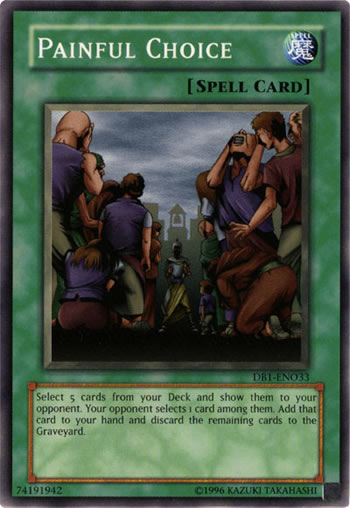 PAINFUL CHOICE
魔
[SPELL CARD]
DB1-EN033
Select 5 cards from your Deck and show them to your
opponent. Your opponent selects 1 card among them. Add that
card to your hand and discard the remaining cards to the
Graveyard.
74191942
©1996 KAZUKI TAKAHASHI